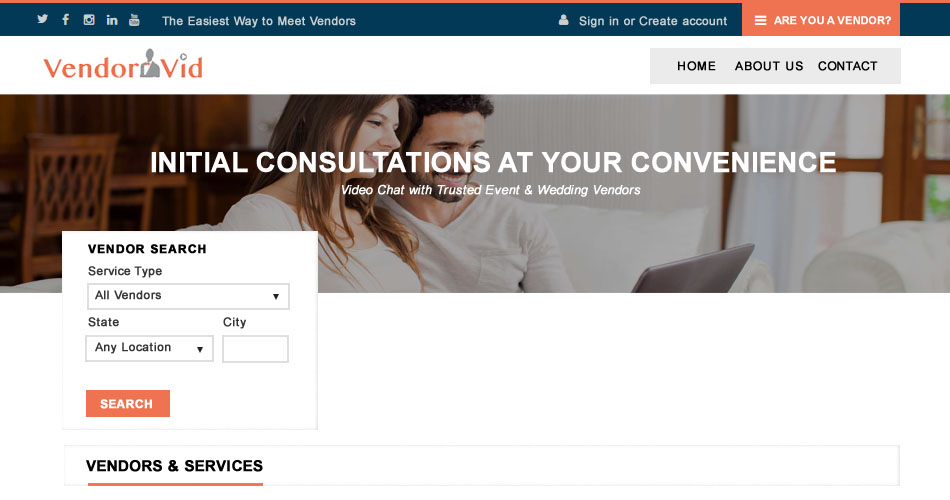 The Easiest Way to Meet Vendors
Sign in or Create account
ARE YOU A VENDOR?
Vendor Vid
HOME ABOUT US CONTACT
INITIAL CONSULTATIONS AT YOUR CONVENIENCE
Video Chat with Trusted Event & Wedding Vendors
VENDOR SEARCH
Service Type
All Vendors
State City
Any Location
SEARCH
VENDORS & SERVICES